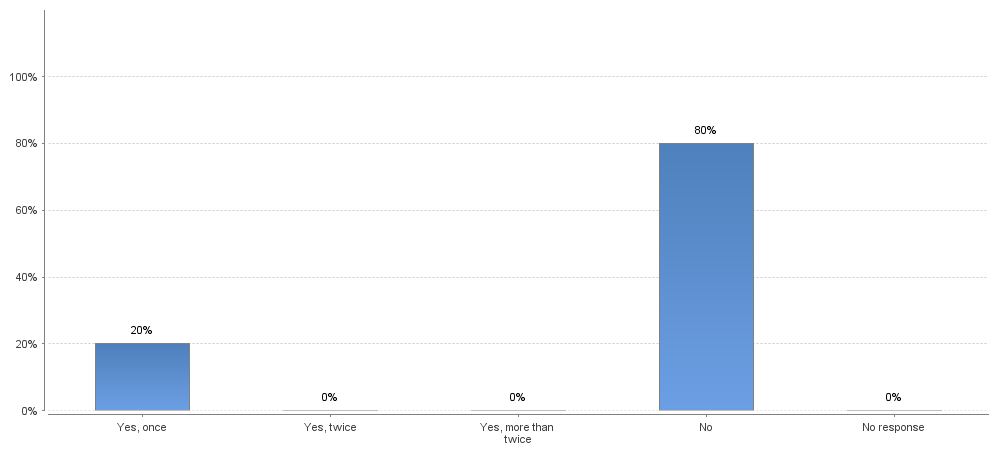 100%
80%
60%
40%
20%
0%
20%
0%
0%
80%
0%
Yes, once
Yes, twice
Yes, more than
twice
No
No response